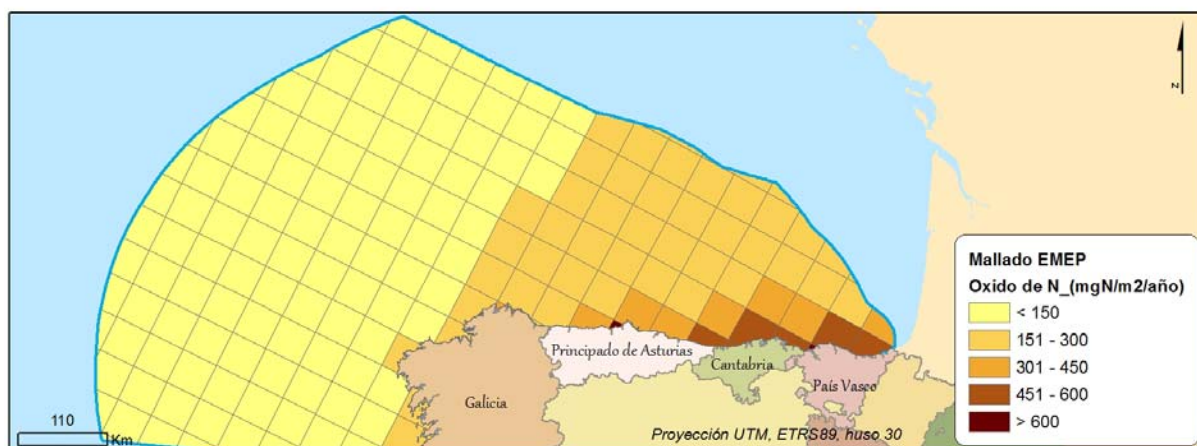 N
Mallado EMEP
Oxido de N_(mgN/m2/año)
< 150
151 - 300
301 - 450
451 - 600
> 600
Principado de Asturias
Cantabria
País Vasco
Galicia
110
Km
Proyección UTM, ETRS89, huso 30